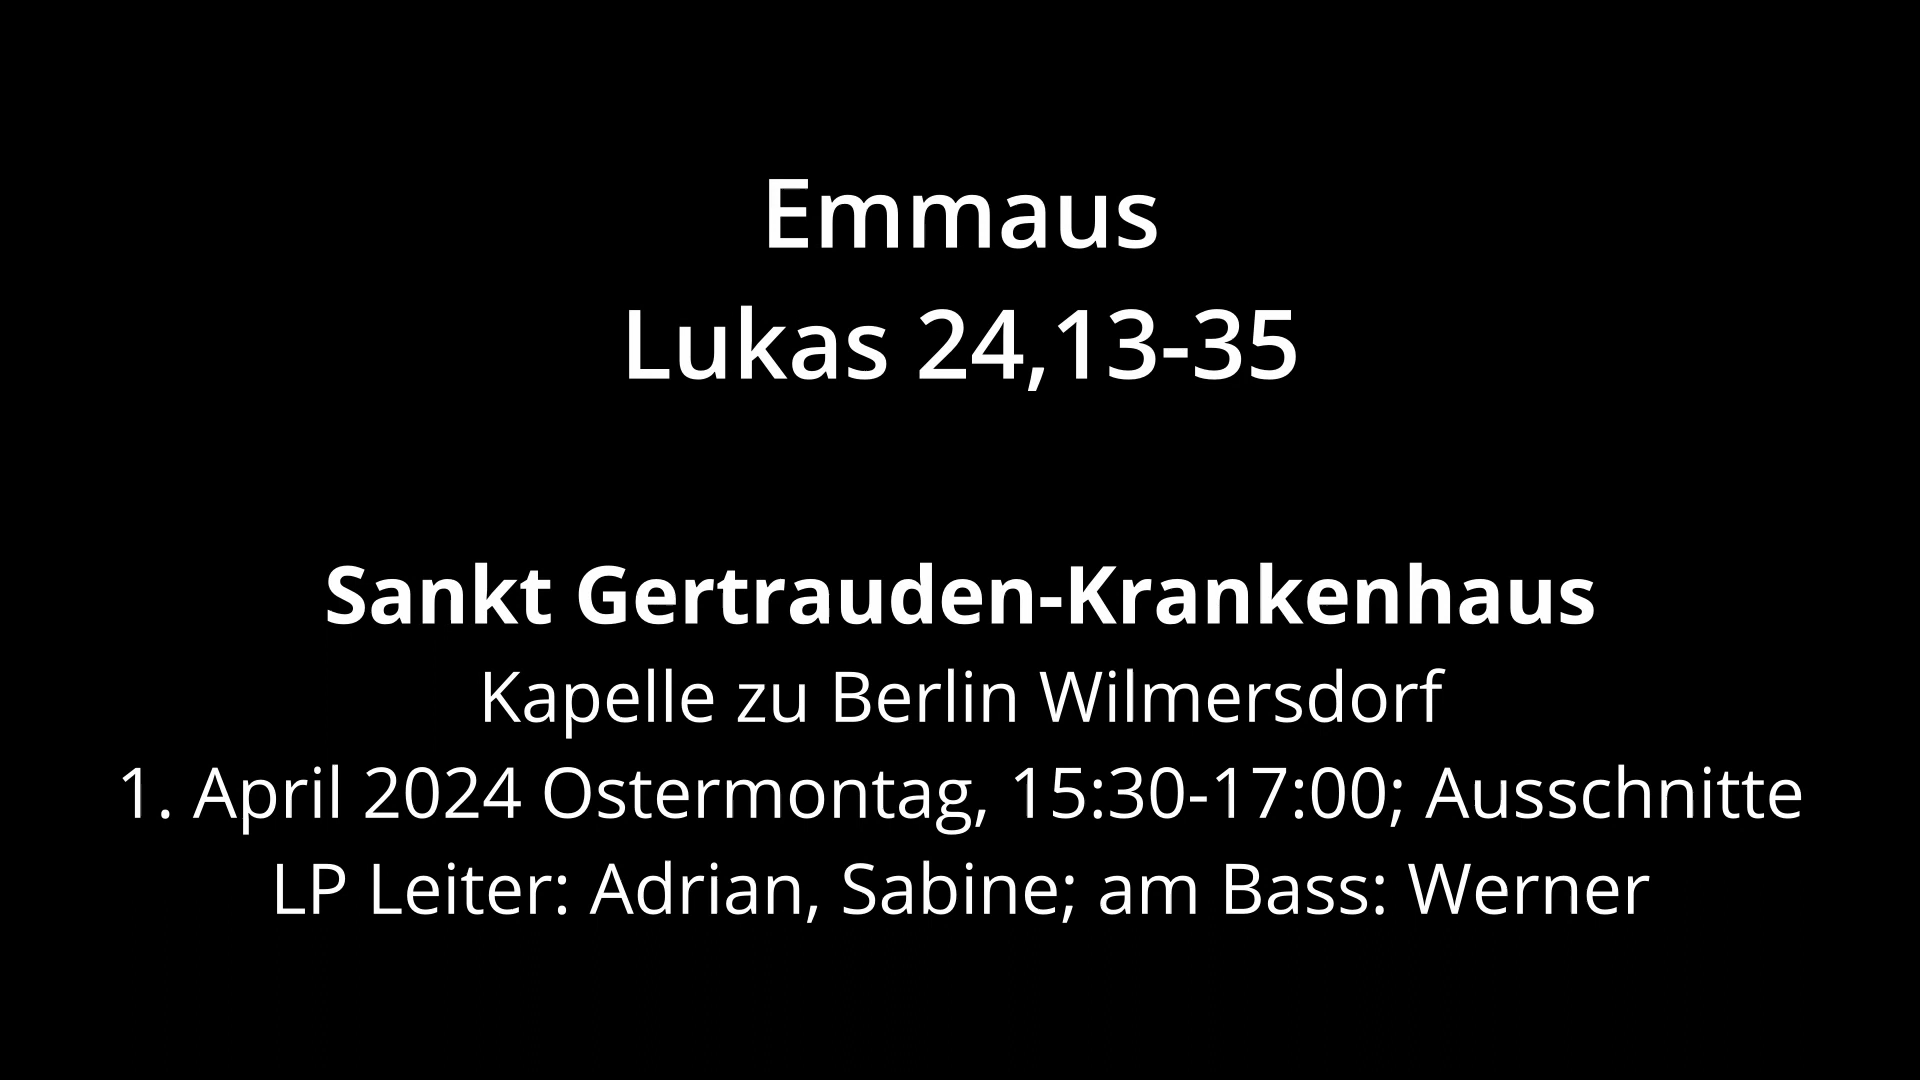 Emmaus
Lukas 24,13-35
Sankt Gertrauden-Krankenhaus
Kapelle zu Berlin Wilmersdorf
1. April 2024 Ostermontag, 15:30-17:00; Ausschnitte
LP Leiter: Adrian, Sabine; am Bass: Werner